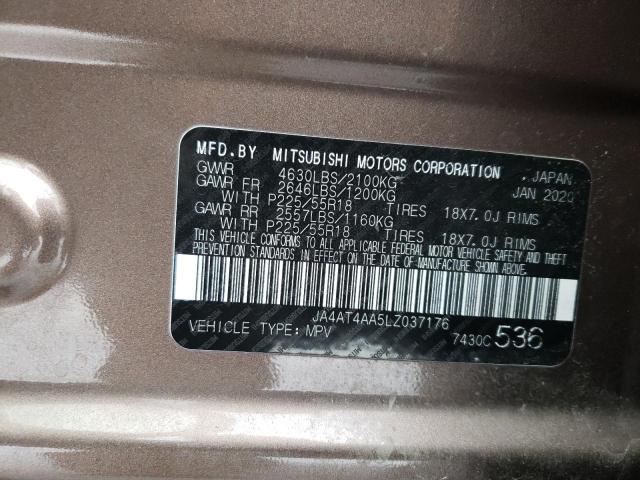 MFD.BY MITSUBISHI MOTORS CORPORATION JAPAN
GVWR 4630LBS/2100KG JAN 2020
GAWR FR 2646LBS/1200KG
WITH P225/55R18 TIRES 18X7.0J RIMS
GAWR RR 2557LBS/1160KG
WITH P225/55R18 TIRES 18X7.0J RIMS
THIS VEHICLE CONFORMS TO ALL APPLICABLE FEDERAL MOTOR VEHICLE SAFETY AND THEFT
PREVENTION STANDARDS IN EFFECT ON THE DATE OF MANUFACTURE SHOWN ABOVE.
JA4AT4AA5LZ037176
VEHICLE TYPE: MPV 7430C 536